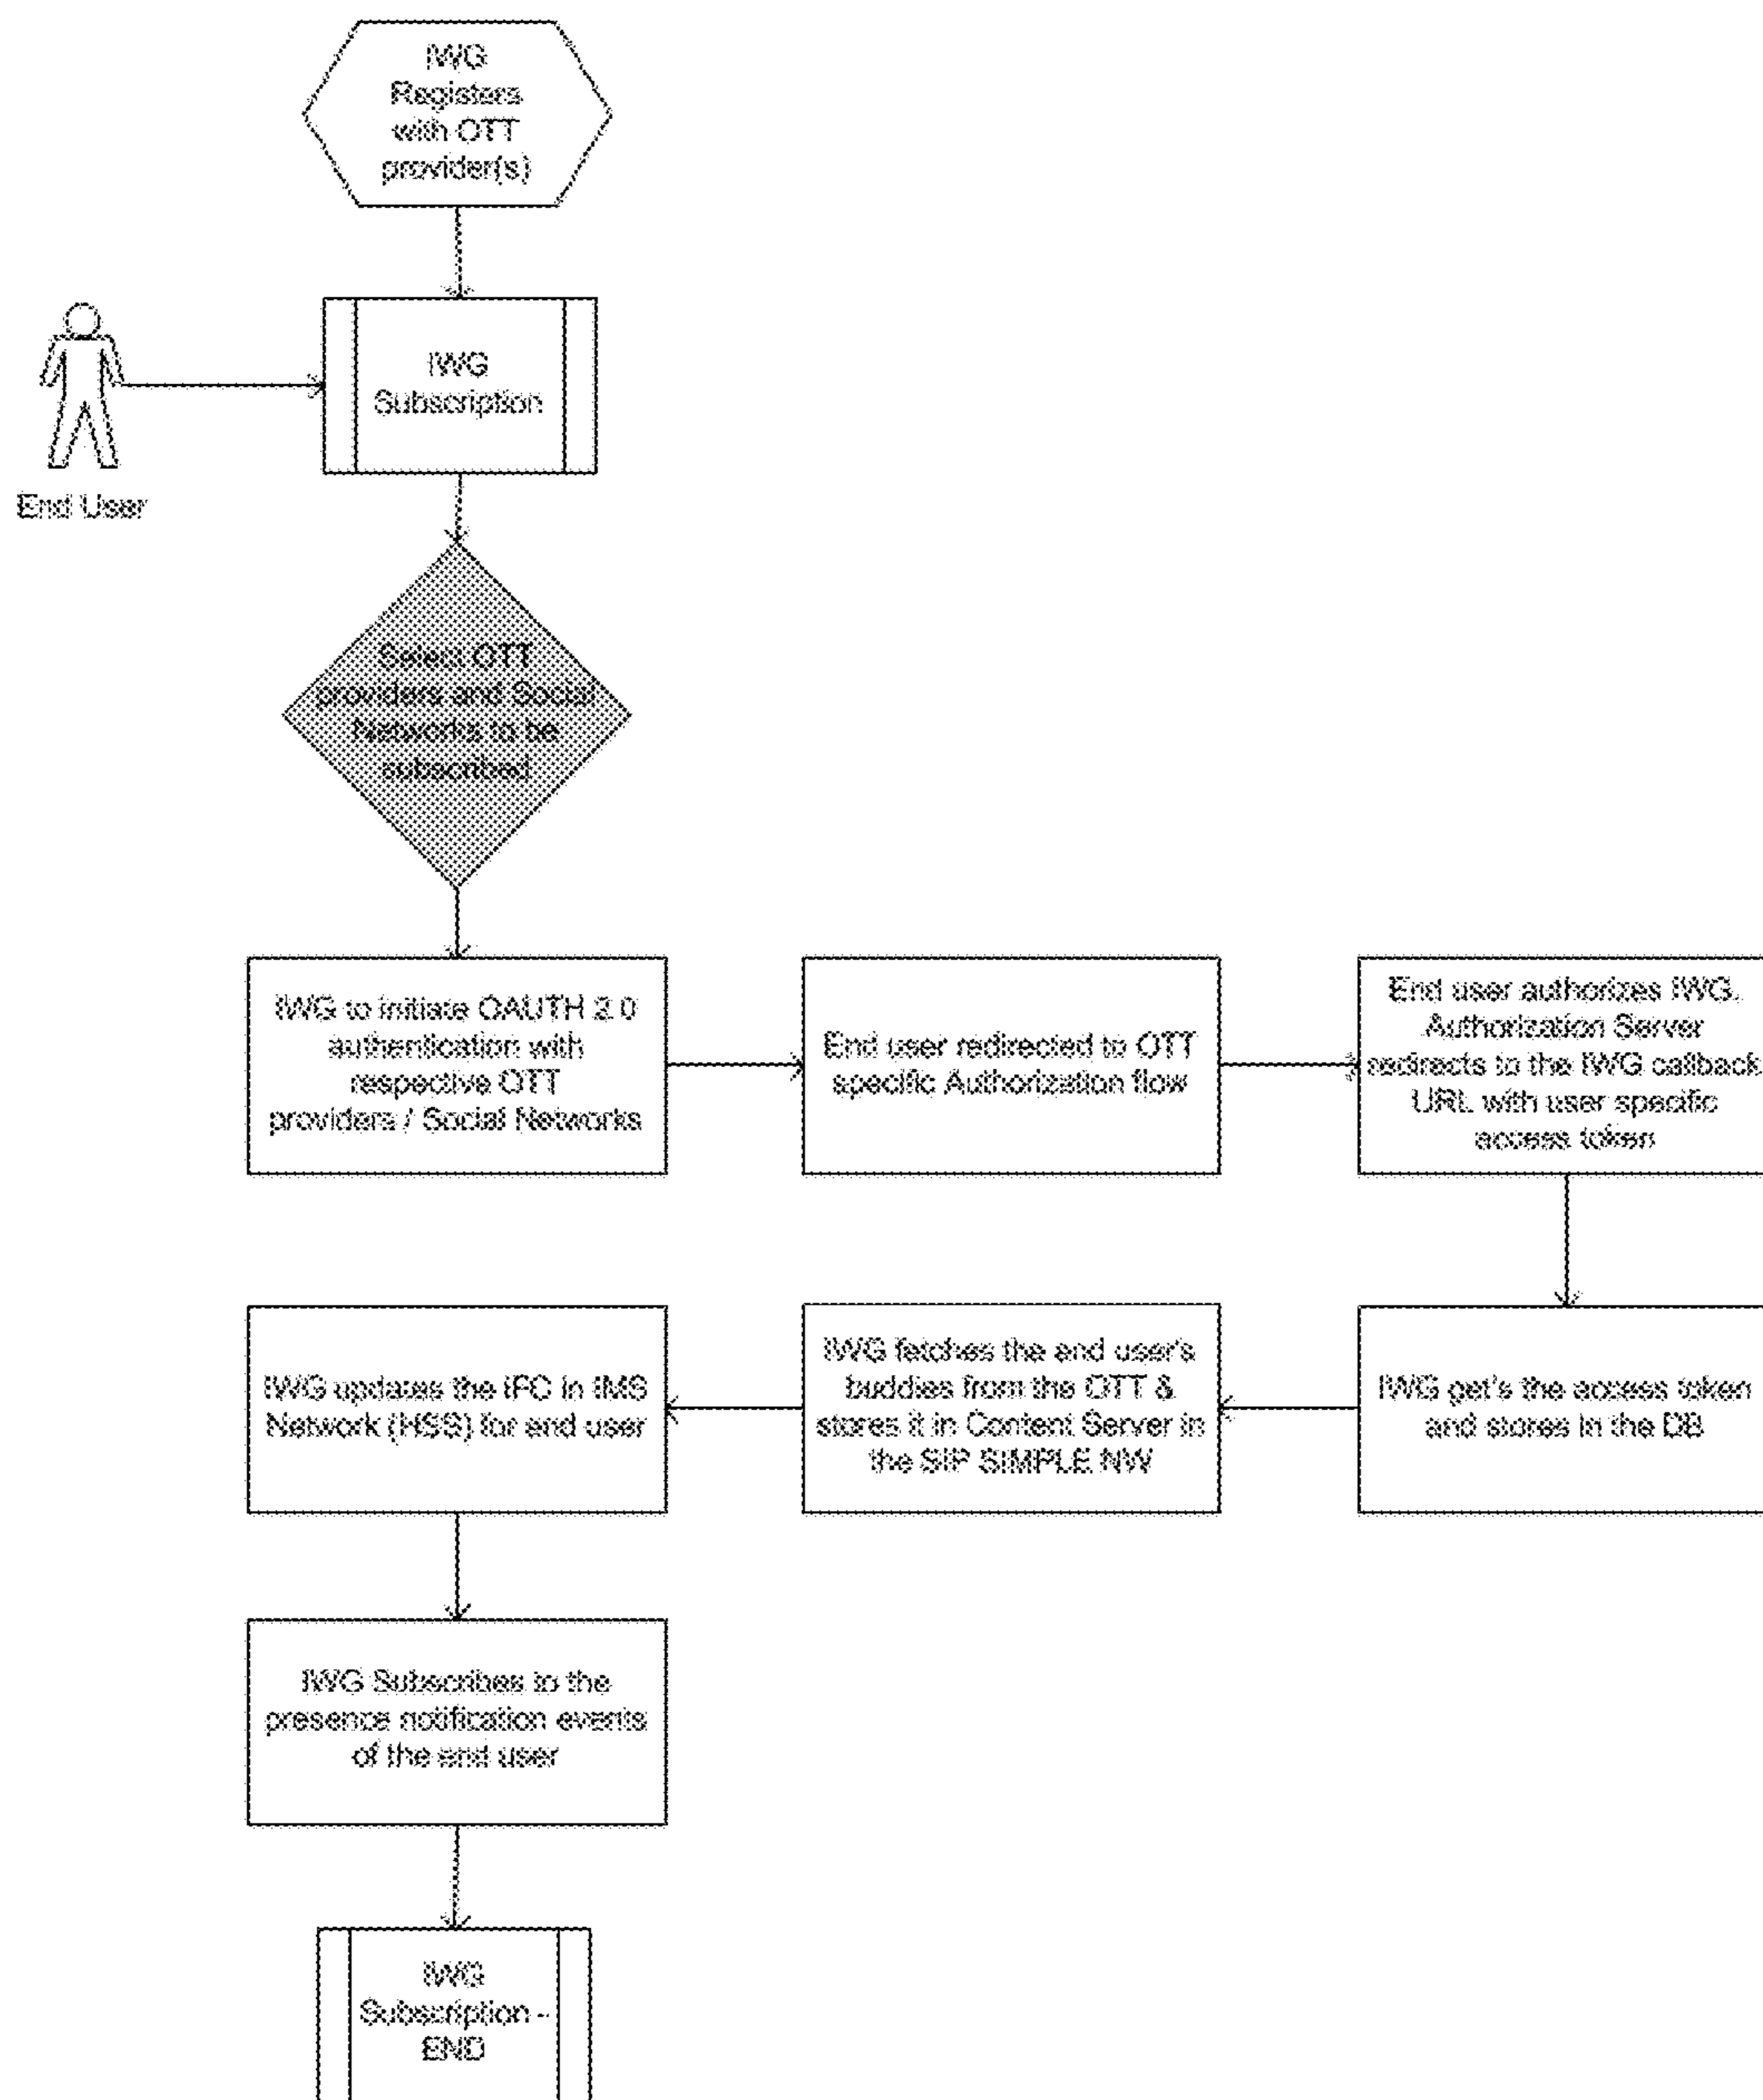 IWG
Registers
with OTT
provider(s)
IWG
Subscription
End User
Select OTT
providers and Social
Networks to be
subscribed
IWG to initiate OAUTH 2.0
authentication with
respective OTT
providers / Social Networks
End user redirected to OTT
specific Authorization flow
End user authorizes IWG.
Authorization Server
redirects to the IWG callback
URL with user specific
access token
IWG get's the access token
and stores in the DB
IWG fetches the end user's
buddies from the OTT &
stores it in Content Server in
the SIP SIMPLE NW
IWG updates the iFC in IMS
Network (HSS) for end user
IWG Subscribes to the
presence notification events
of the end user
IWG
Subscription -
END